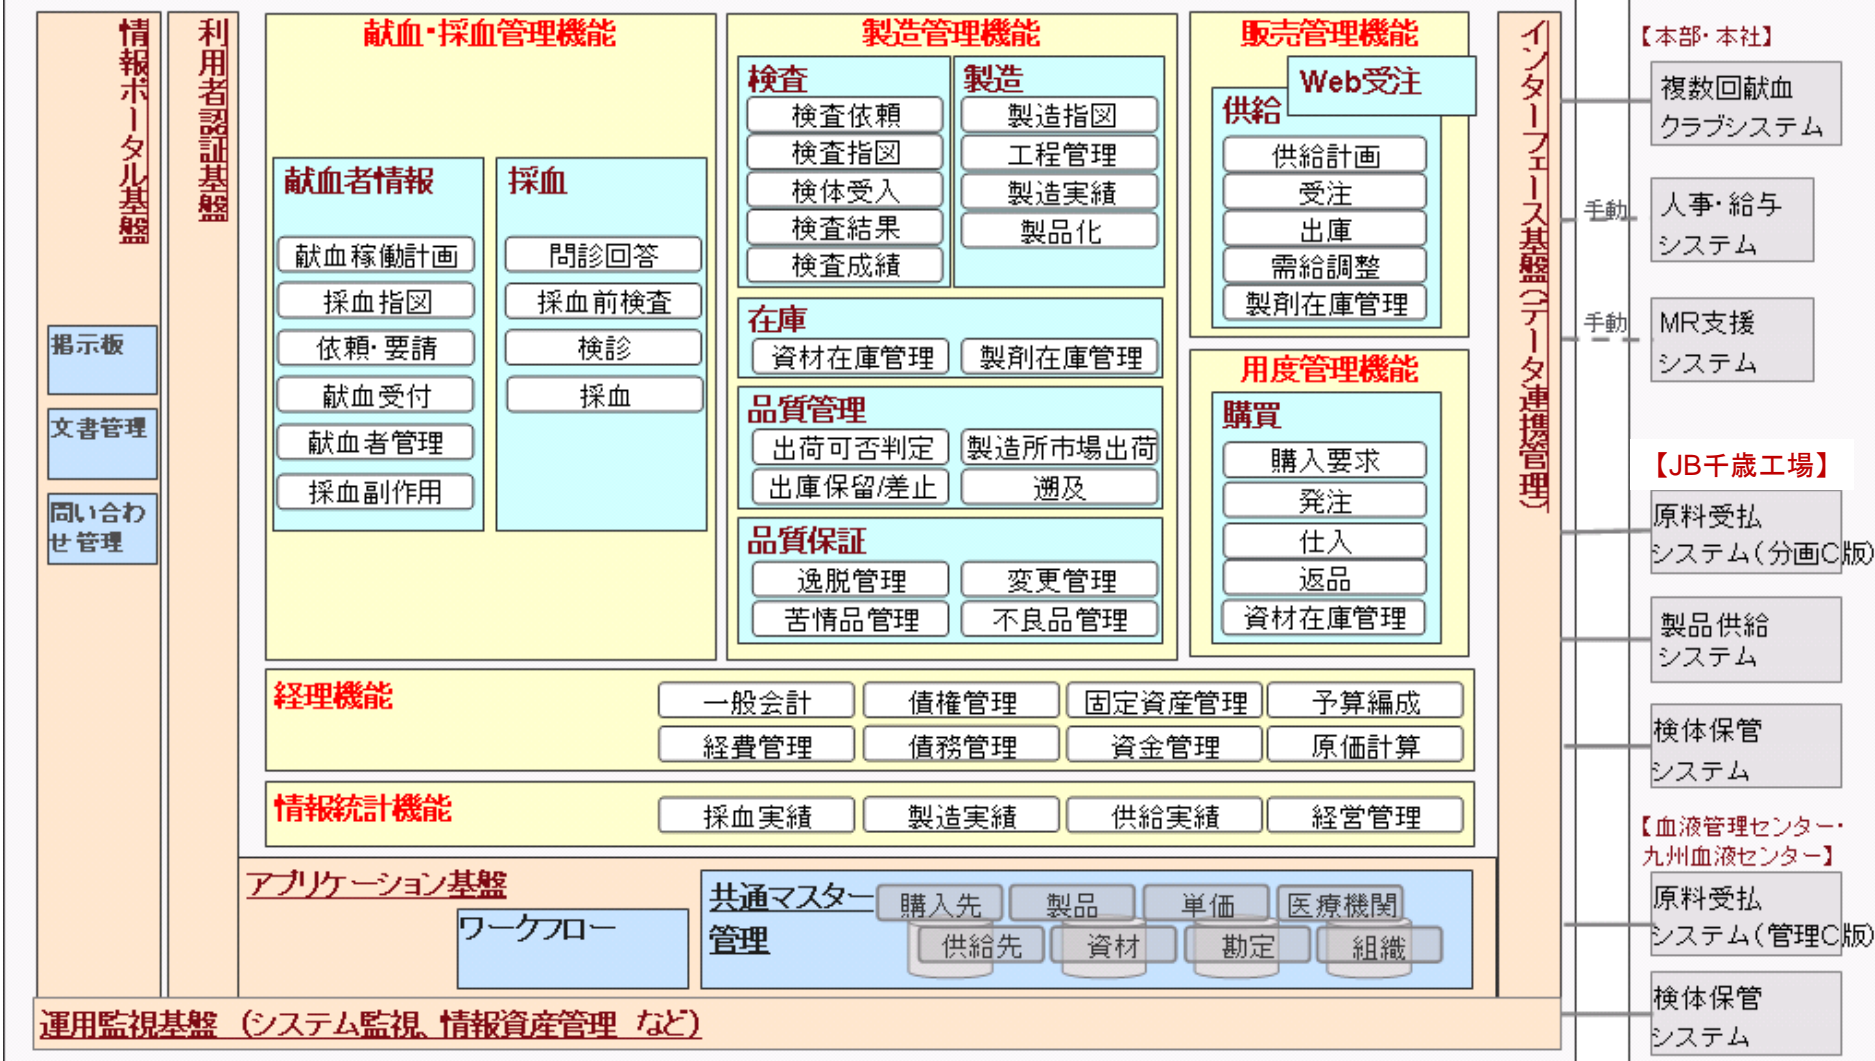 情報ポータル基盤
掲示板
文書管理
問い合わ
せ管理
利用者認証基盤
献血・採血管理機能
献血者情報
献血稼働計画
採血指図
依頼・要請
献血受付
献血者管理
採血副作用
採血
問診回答
採血前検査
検診
採血
製造管理機能
検査
検査依頼
検査指図
検体受入
検査結果
検査成績
製造
製造指図
工程管理
製造実績
製品化
在庫
資材在庫管理
製剤在庫管理
品質管理
出荷可否判定
製造所市場出荷
出庫保留/差止
遡及
品質保証
逸脱管理
変更管理
苦情品管理
不良品管理
販売管理機能
Web受注
供給
供給計画
受注
出庫
需給調整
製剤在庫管理
用度管理機能
購買
購入要求
発注
仕入
返品
資材在庫管理
経理機能
一般会計
債権管理
固定資産管理
予算編成
経費管理
債務管理
資金管理
原価計算
情報統計機能
採血実績
製造実績
供給実績
経営管理
アプリケーション基盤
ワークフロー
共通マスター
管理
購入先
製品
単価
医療機関
供給先
資材
勘定
組織
運用監視基盤 (システム監視、情報資産管理 など)
インターフェース基盤(データ連携管理)
【本部・本社】
複数回献血
クラブシステム
手動
人事・給与
システム
手動
MR支援
システム
【JB千歳工場】
原料受払
システム(分画C版)
製品供給
システム
検体保管
システム
【血液管理センター・
九州血液センター】
原料受払
システム(管理C版)
検体保管
システム